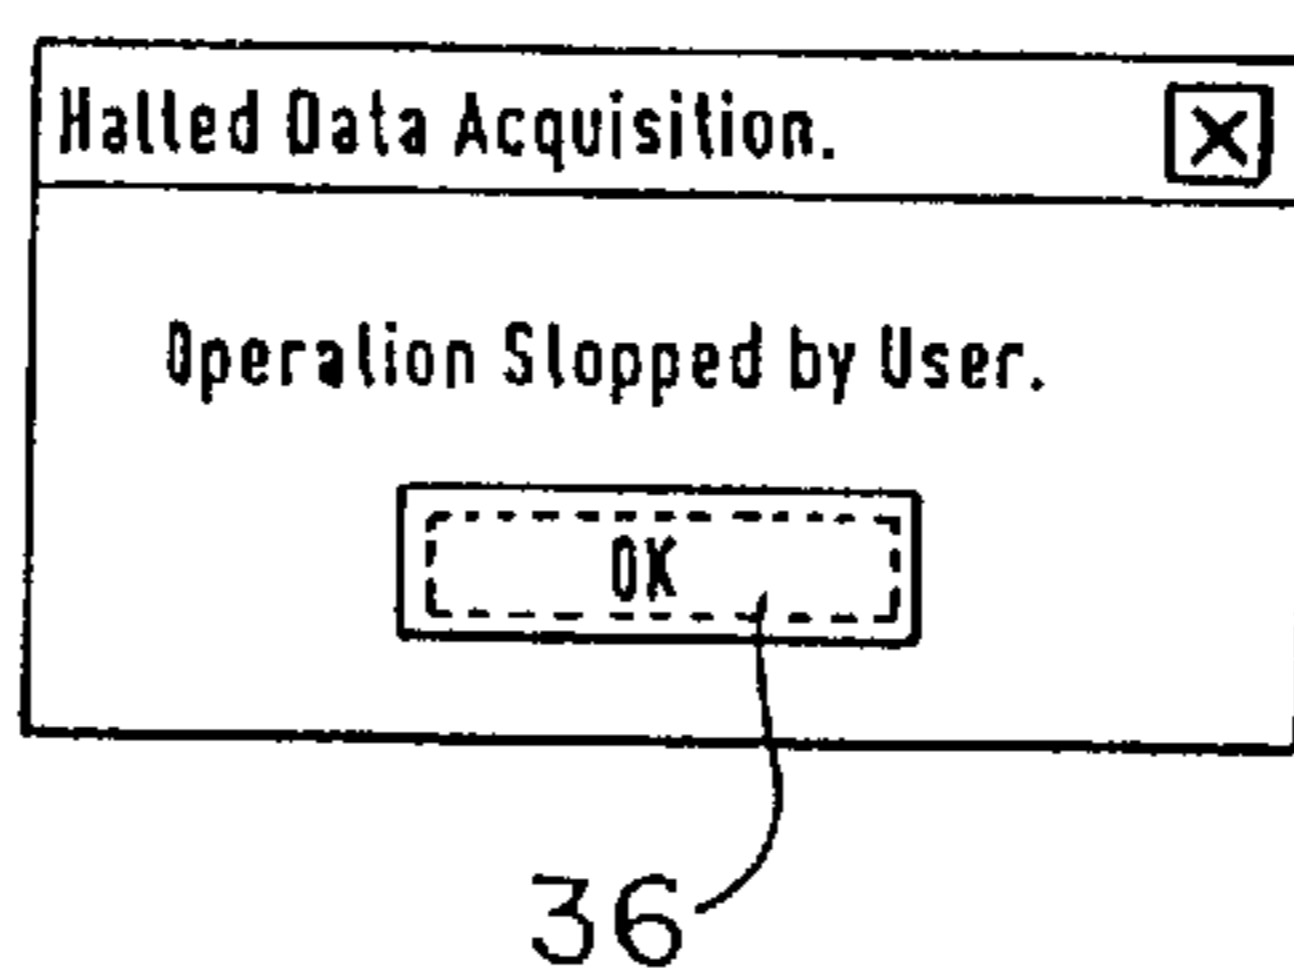 Halted Data Acquisition.
X
Operation Stopped by User.
OK
36